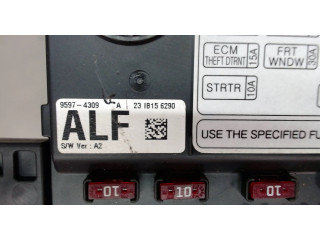 ECM
THEFT DTRNT
15A
FRT
WNDW
30A
STRTR
10A
9597-4309 A 23 IB15 6290
ALF
S/W Ver : A2
USE THE SPECIFIED FU
10
10
10